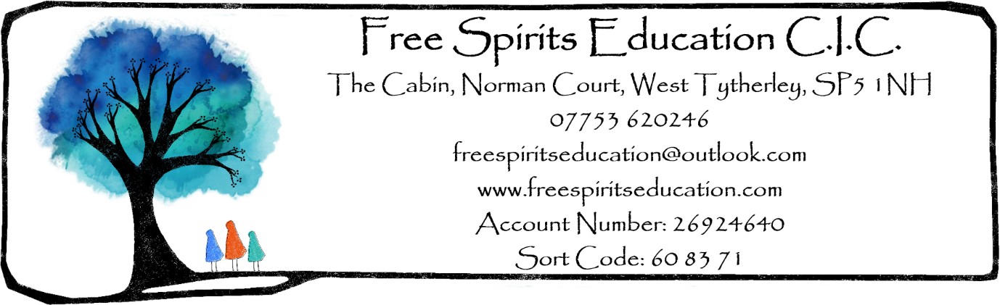 Free Spirits Education C.I.C.
The Cabin, Norman Court, West Tytherley, SP5 1NH
07753 620246
freespiritseducation@outlook.com
www.freespiritseducation.com
Account Number: 26924640
Sort Code: 60 83 71